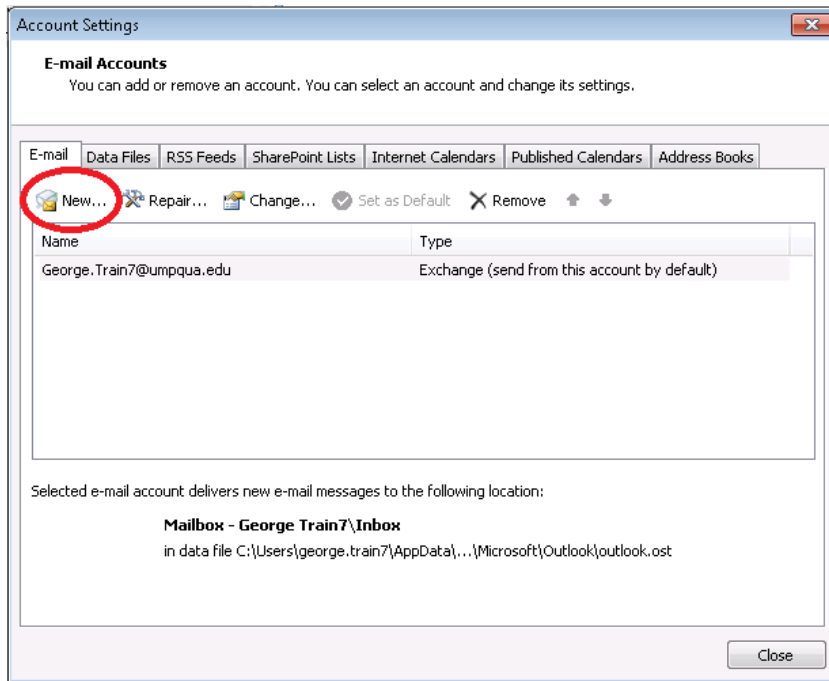 Account Settings
E-mail Accounts
You can add or remove an account. You can select an account and change its settings.
E-mail Data Files RSS Feeds SharePoint Lists Internet Calendars Published Calendars Address Books
New... Repair... Change... Set as Default Remove
Name Type
George.Train7@umpqua.edu Exchange (send from this account by default)
Selected e-mail account delivers new e-mail messages to the following location:
Mailbox - George Train7\Inbox
in data file C:\Users\george.train7\AppData\...\Microsoft\Outlook\outlook.ost
Close